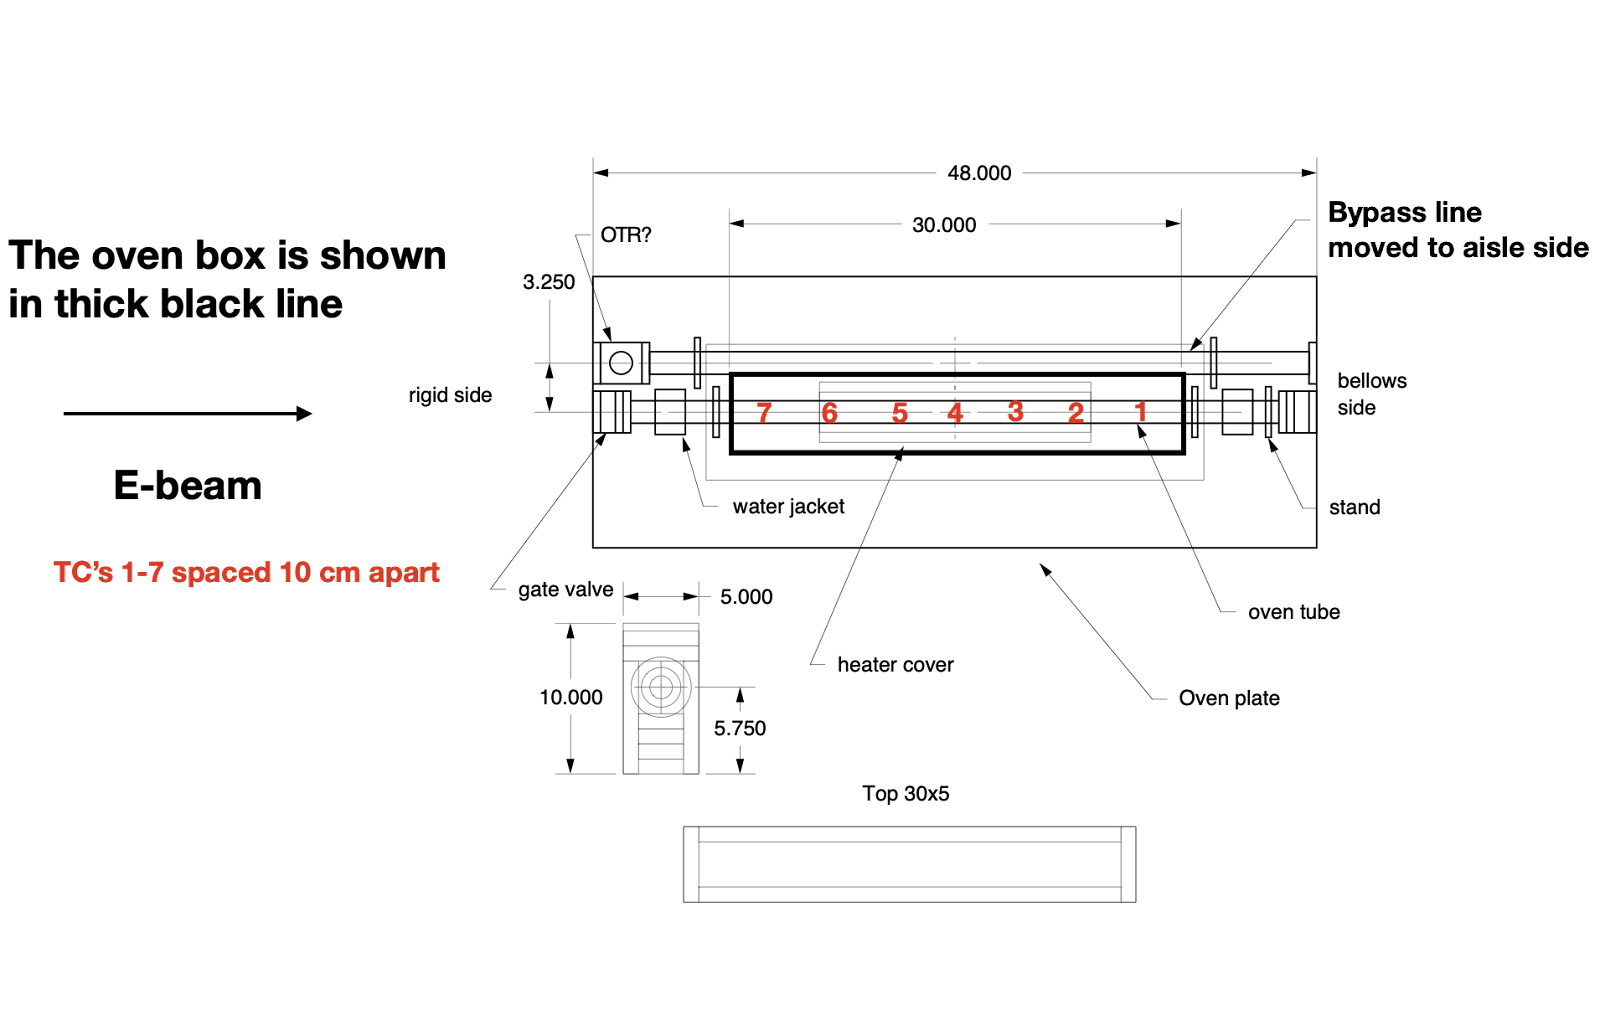 48.000
Bypass line
moved to aisle side
30.000
OTR?
The oven box is shown
in thick black line
3.250
rigid side
bellows
side
7 6 5 4 3 2 1
E-beam
water jacket
stand
TC's 1-7 spaced 10 cm apart
gate valve
5.000
oven tube
heater cover
10.000
Oven plate
5.750
Top 30x5